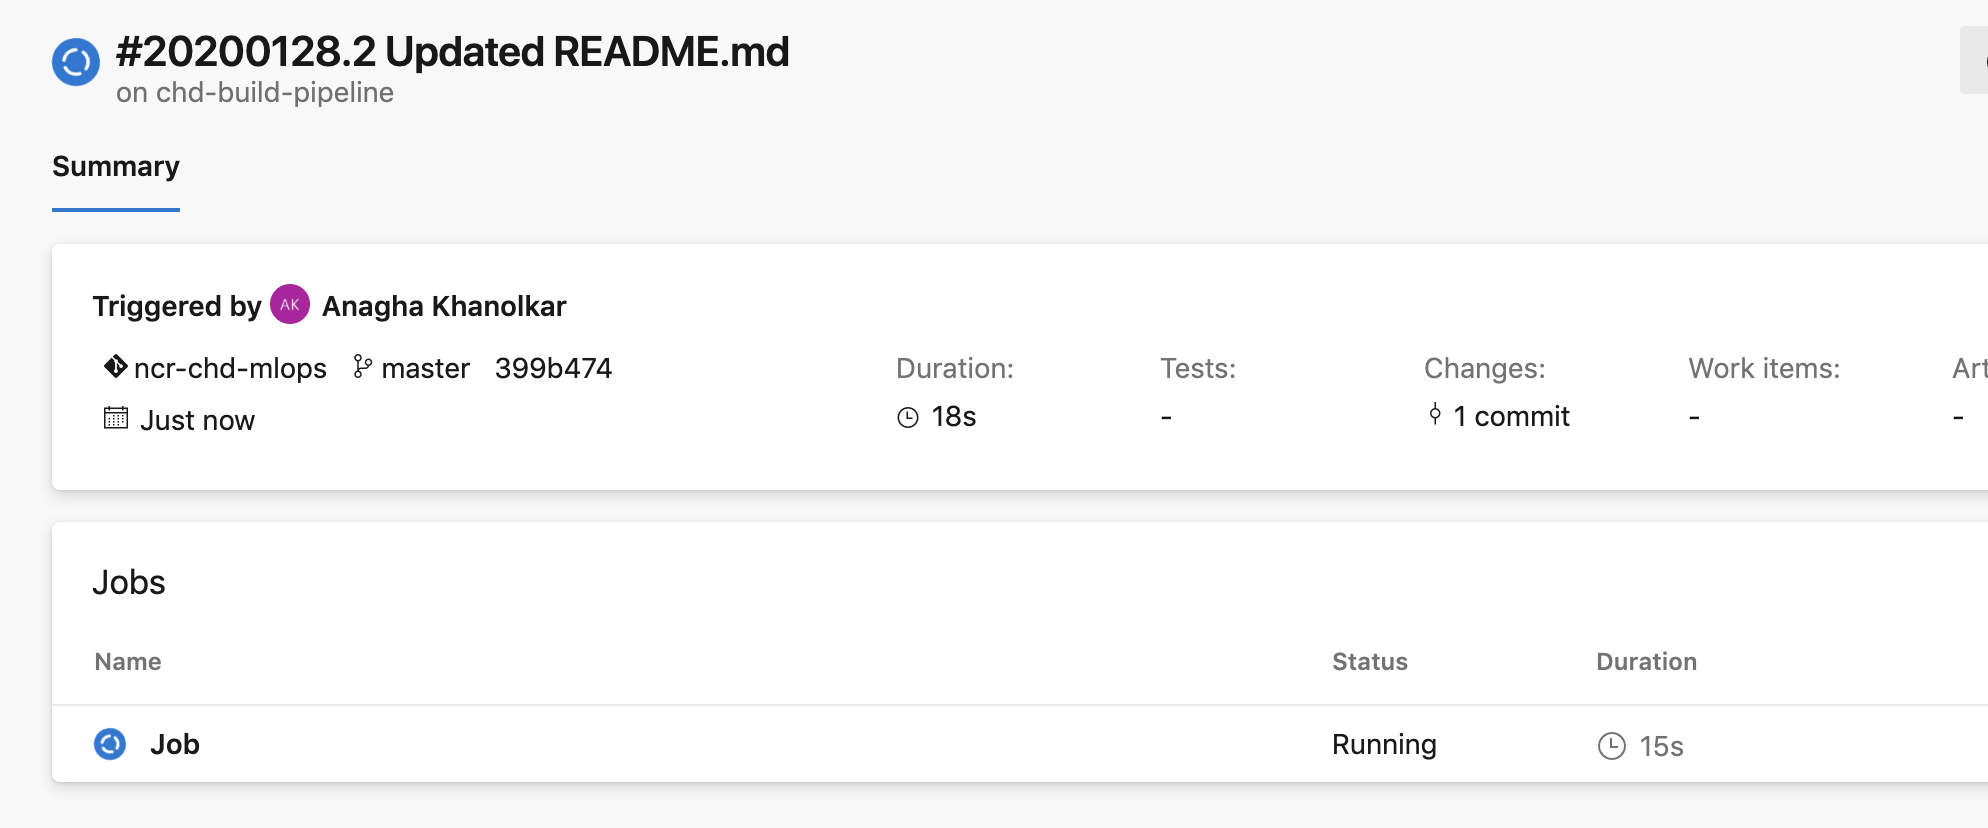 #20200128.2 Updated README.md
on chd-build-pipeline
Summary
Triggered by AK Anagha Khanolkar
ncr-chd-mlops master 399b474
Just now
Duration:
18s
Tests:
-
Changes:
1 commit
Work items:
-
Art
-
Jobs
Name Status Duration
Job Running 15s